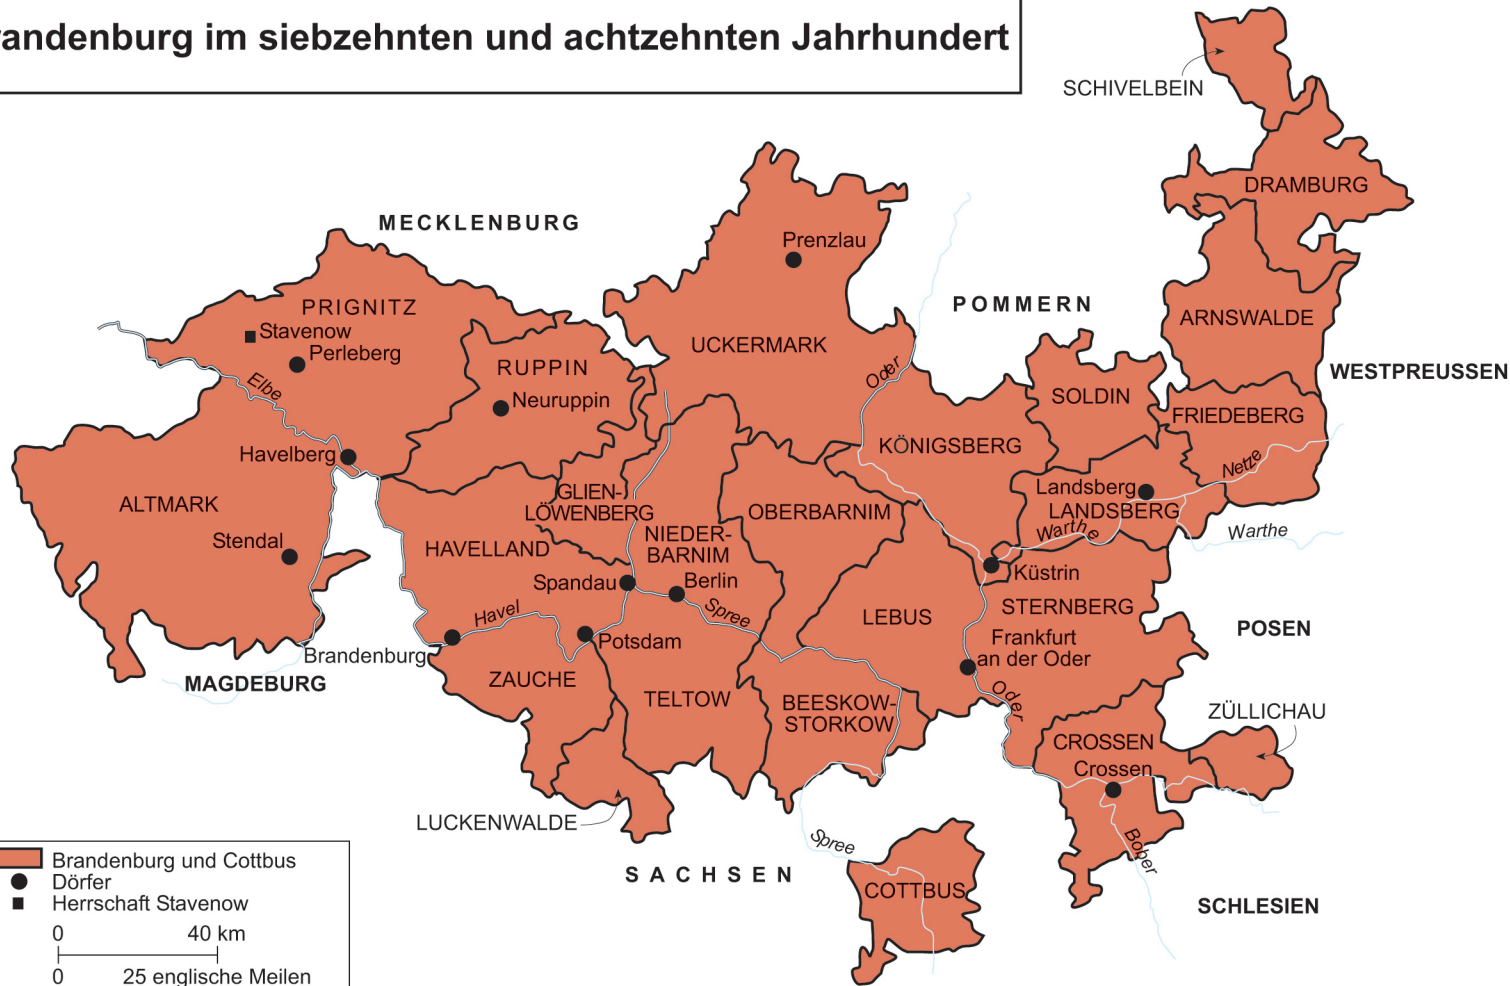 randenburg im siebzehnten und achtzehnten Jahrhundert
SCHIVELBEIN
DRAMBURG
MECKLENBURG
Prenzlau
POMMERN
PRIGNITZ
Stavenow
Perleberg
ARNSWALDE
UCKERMARK
Oder
RUPPIN
WESTPREUSSEN
Elbe
Neuruppin
SOLDIN
FRIEDEBERG
KÖNIGSBERG
Havelberg
Netze
ALTMARK
GLIEN-
LÖWENBERG
Landsberg
LANDSBERG
OBERBARNIM
Stendal
HAVELLAND
NIEDER-
BARNIM
Warthe
Warthe
Spandau
Berlin
Küstrin
Havel
Spree
LEBUS
STERNBERG
POSEN
Potsdam
Frankfurt
an der Oder
Brandenburg
MAGDEBURG
ZAUCHE
TELTOW
BEESKOW-
STORKOW
Oder
ZÜLLICHAU
CROSSEN
Crossen
LUCKENWALDE
Spree
Bober
SACHSEN
COTTBUS
SCHLESIEN
Brandenburg und Cottbus
Dörfer
Herrschaft Stavenow
0 40 km
0 25 englische Meilen